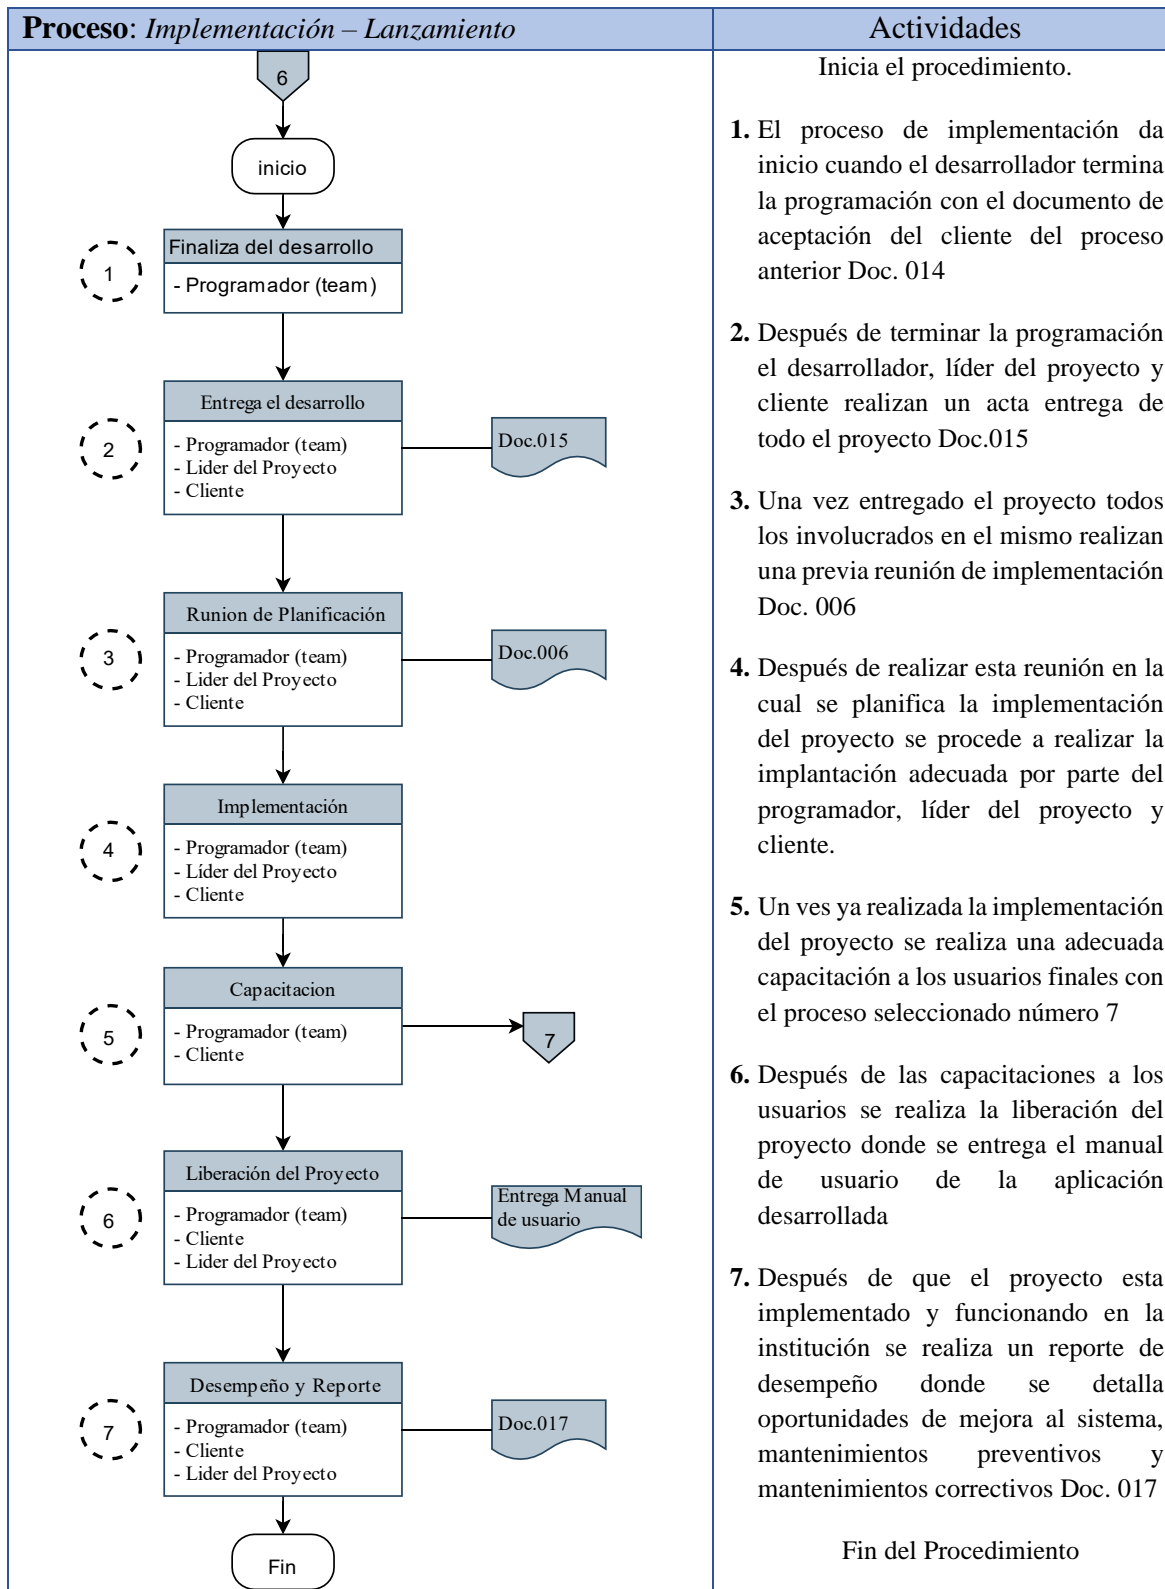 Proceso: Implementación – Lanzamiento
6
inicio
1
Finaliza del desarrollo
- Programador (team)
2
Entrega el desarrollo
- Programador (team)
- Lider del Proyecto
- Cliente
Doc.015
3
Runion de Planificación
- Programador (team)
- Lider del Proyecto
- Cliente
Doc.006
4
Implementación
- Programador (team)
- Líder del Proyecto
- Cliente
5
Capacitacion
- Programador (team)
- Cliente
7
6
Liberación del Proyecto
- Programador (team)
- Cliente
- Lider del Proyecto
Entrega Manual
de usuario
7
Desempeño y Reporte
- Programador (team)
- Cliente
- Lider del Proyecto
Doc.017
Fin
Actividades
Inicia el procedimiento.
1. El proceso de implementación da
inicio cuando el desarrollador termina
la programación con el documento de
aceptación del cliente del proceso
anterior Doc. 014
2. Después de terminar la programación
el desarrollador, líder del proyecto y
cliente realizan un acta entrega de
todo el proyecto Doc.015
3. Una vez entregado el proyecto todos
los involucrados en el mismo realizan
una previa reunión de implementación
Doc. 006
4. Después de realizar esta reunión en la
cual se planifica la implementación
del proyecto se procede a realizar la
implantación adecuada por parte del
programador, líder del proyecto y
cliente.
5. Un ves ya realizada la implementación
del proyecto se realiza una adecuada
capacitación a los usuarios finales con
el proceso seleccionado número 7
6. Después de las capacitaciones a los
usuarios se realiza la liberación del
proyecto donde se entrega el manual
de usuario de la aplicación
desarrollada
7. Después de que el proyecto esta
implementado y funcionando en la
institución se realiza un reporte de
desempeño donde se detalla
oportunidades de mejora al sistema,
mantenimientos preventivos y
mantenimientos correctivos Doc. 017
Fin del Procedimiento